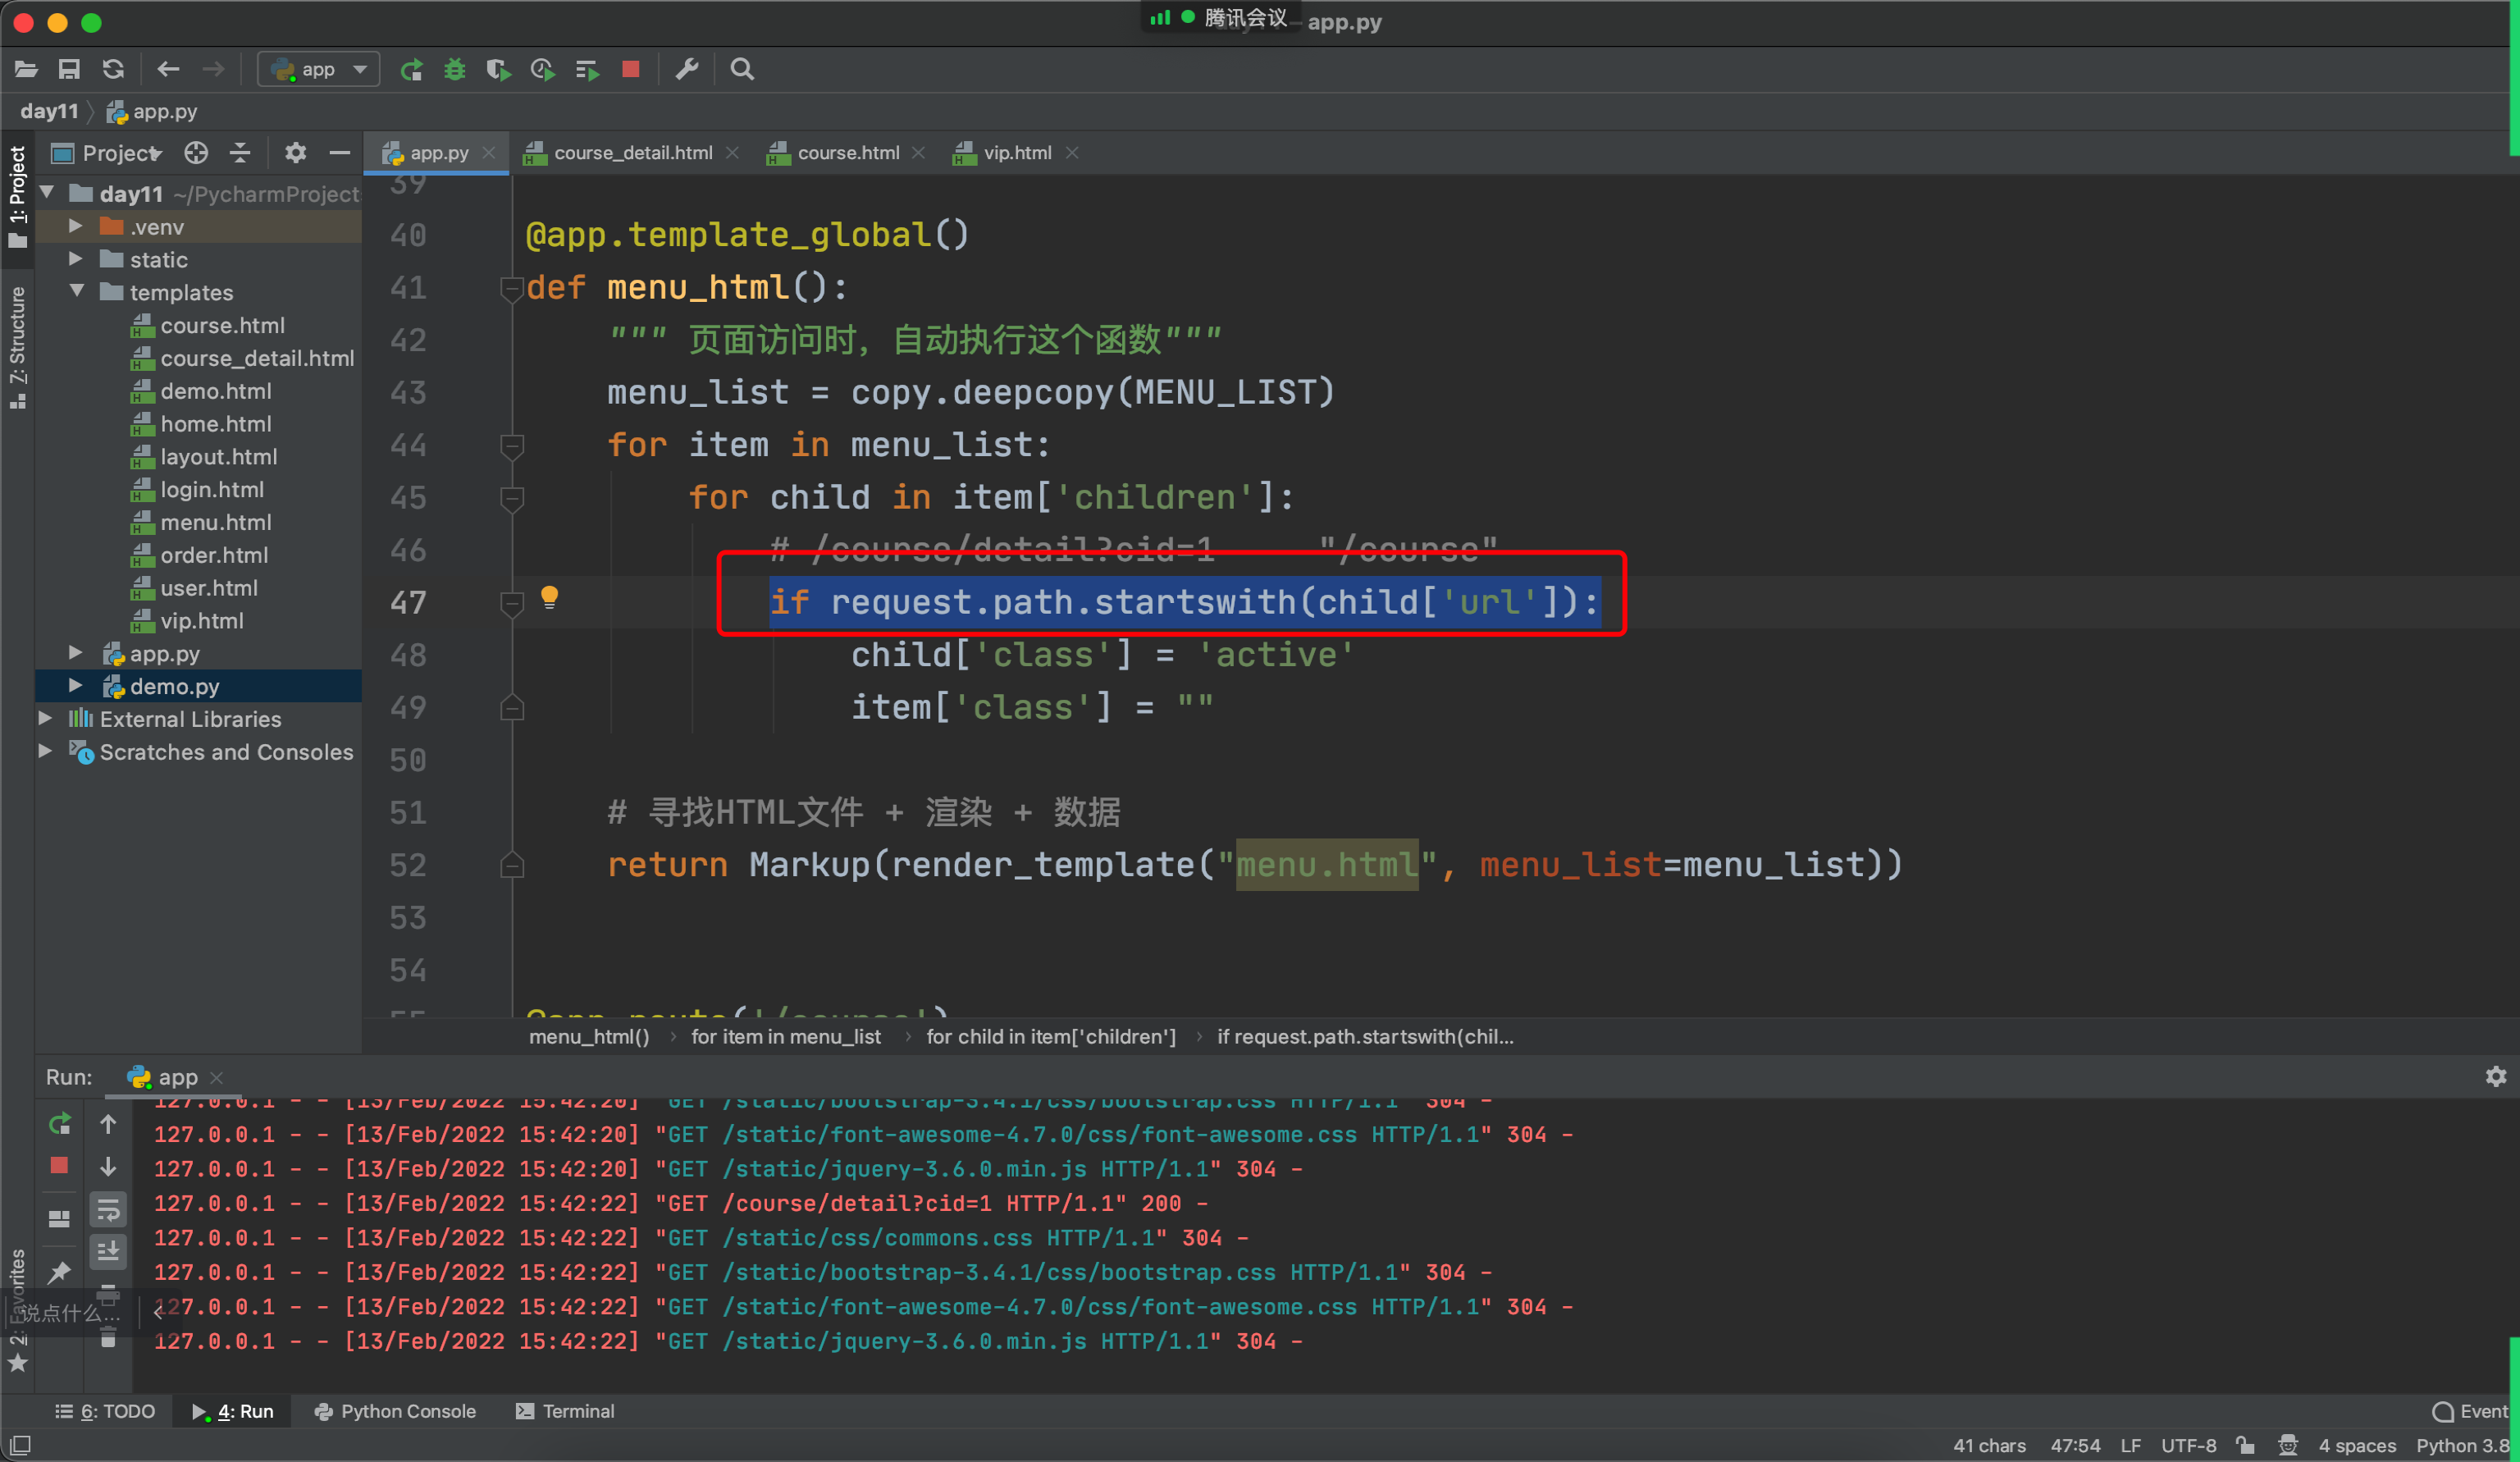 腾讯会议
app.py
app
day11
app.py
Project
app.py
course_detail.html
course.html
vip.html
1: Project
7: Structure
2: Favorites
day11 ~/PycharmProject
.venv
static
templates
course.html
course_detail.html
demo.html
home.html
layout.html
login.html
menu.html
order.html
user.html
vip.html
app.py
demo.py
External Libraries
Scratches and Consoles
39
40 @app.template_global()
41 def menu_html():
42 """ 页面访问时，自动执行这个函数"""
43 menu_list = copy.deepcopy(MENU_LIST)
44 for item in menu_list:
45 for child in item['children']:
46 # /course/detail?cid=1 "/course"
47 if request.path.startswith(child['url']):
48 child['class'] = 'active'
49 item['class'] = ""
50
51 # 寻找HTML文件 + 渲染 + 数据
52 return Markup(render_template("menu.html", menu_list=menu_list))
53
54
55 @app.route('/course')
menu_html() › for item in menu_list › for child in item['children'] › if request.path.startswith(chil...
Run: app
127.0.0.1 - - [13/Feb/2022 15:42:20] "GET /static/bootstrap-3.4.1/css/bootstrap.css HTTP/1.1" 304 -
127.0.0.1 - - [13/Feb/2022 15:42:20] "GET /static/font-awesome-4.7.0/css/font-awesome.css HTTP/1.1" 304 -
127.0.0.1 - - [13/Feb/2022 15:42:20] "GET /static/jquery-3.6.0.min.js HTTP/1.1" 304 -
127.0.0.1 - - [13/Feb/2022 15:42:22] "GET /course/detail?cid=1 HTTP/1.1" 200 -
127.0.0.1 - - [13/Feb/2022 15:42:22] "GET /static/css/commons.css HTTP/1.1" 304 -
127.0.0.1 - - [13/Feb/2022 15:42:22] "GET /static/bootstrap-3.4.1/css/bootstrap.css HTTP/1.1" 304 -
127.0.0.1 - - [13/Feb/2022 15:42:22] "GET /static/font-awesome-4.7.0/css/font-awesome.css HTTP/1.1" 304 -
127.0.0.1 - - [13/Feb/2022 15:42:22] "GET /static/jquery-3.6.0.min.js HTTP/1.1" 304 -
说点什么...
6: TODO
4: Run
Python Console
Terminal
Event
41 chars 47:54 LF UTF-8 4 spaces Python 3.8